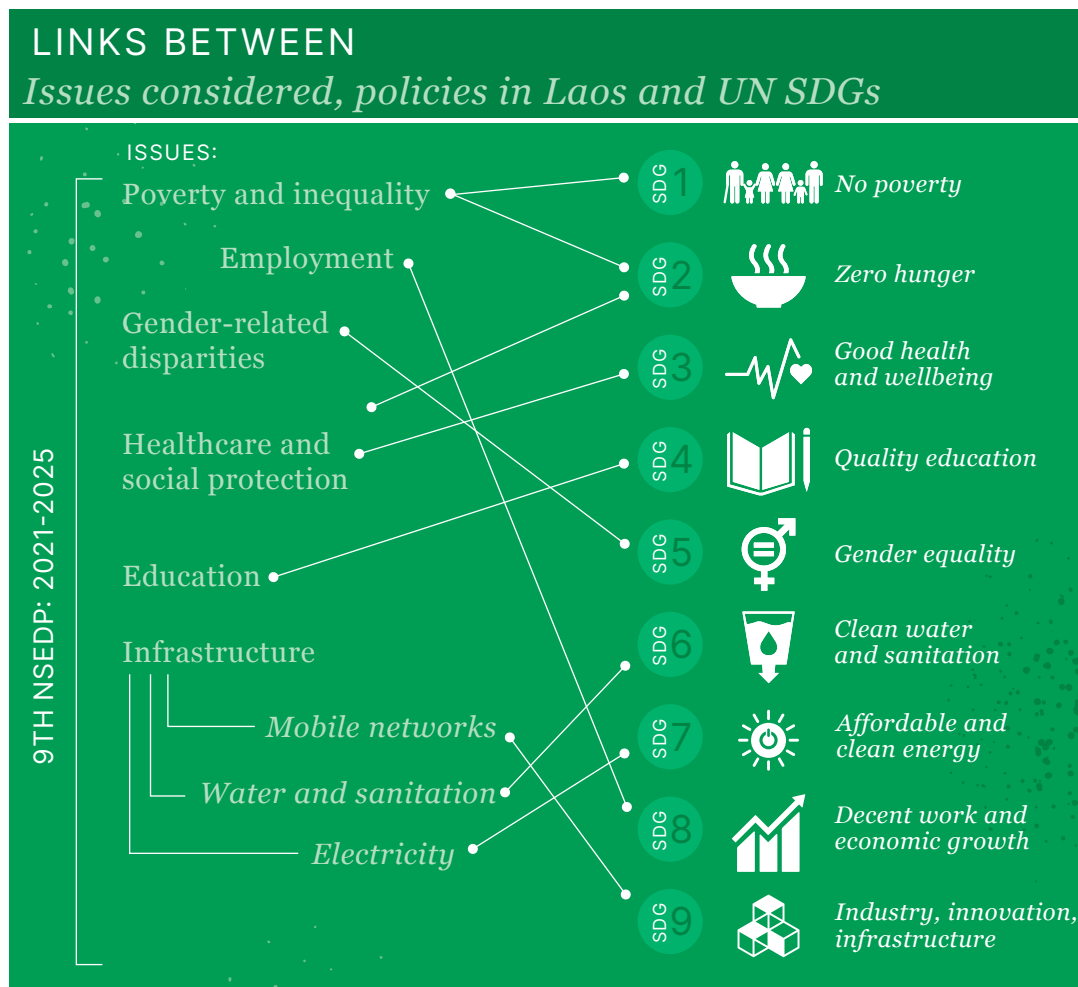 LINKS BETWEEN
Issues considered, policies in Laos and UN SDGs
9TH NSEDP: 2021-2025
ISSUES:
Poverty and inequality
Employment
Gender-related
disparities
Healthcare and
social protection
Education
Infrastructure
Mobile networks
Water and sanitation
Electricity
SDG 1
No poverty
SDG 2
Zero hunger
SDG 3
Good health
and wellbeing
SDG 4
Quality education
SDG 5
Gender equality
SDG 6
Clean water
and sanitation
SDG 7
Affordable and
clean energy
SDG 8
Decent work and
economic growth
SDG 9
Industry, innovation,
infrastructure